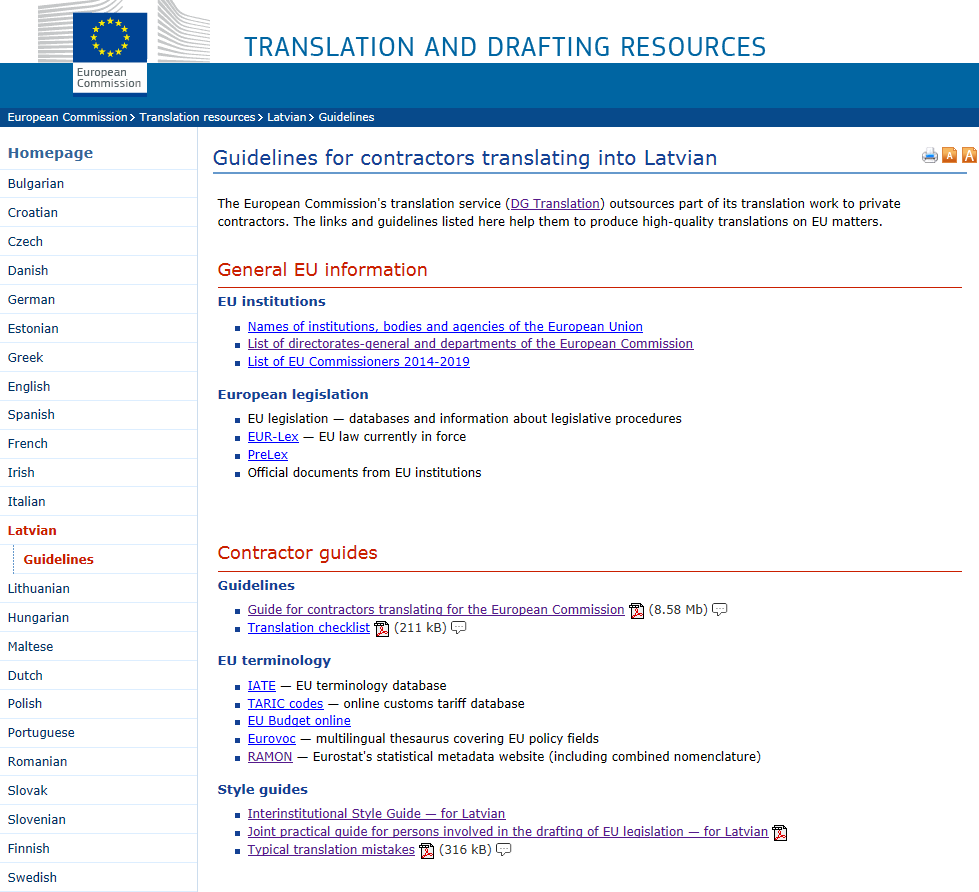 European
Commission
TRANSLATION AND DRAFTING RESOURCES
European Commission > Translation resources > Latvian > Guidelines
Homepage
Bulgarian
Croatian
Czech
Danish
German
Estonian
Greek
English
Spanish
French
Irish
Italian
Latvian
Guidelines
Lithuanian
Hungarian
Maltese
Dutch
Polish
Portuguese
Romanian
Slovak
Slovenian
Finnish
Swedish
Guidelines for contractors translating into Latvian
A A
The European Commission's translation service (DG Translation) outsources part of its translation work to private
contractors. The links and guidelines listed here help them to produce high-quality translations on EU matters.
General EU information
EU institutions
Names of institutions, bodies and agencies of the European Union
List of directorates-general and departments of the European Commission
List of EU Commissioners 2014-2019
European legislation
EU legislation — databases and information about legislative procedures
EUR-Lex — EU law currently in force
PreLex
Official documents from EU institutions
Contractor guides
Guidelines
Guide for contractors translating for the European Commission (8.58 Mb)
Translation checklist (211 kB)
EU terminology
IATE — EU terminology database
TARIC codes — online customs tariff database
EU Budget online
Eurovoc — multilingual thesaurus covering EU policy fields
RAMON — Eurostat's statistical metadata website (including combined nomenclature)
Style guides
Interinstitutional Style Guide — for Latvian
Joint practical guide for persons involved in the drafting of EU legislation — for Latvian
Typical translation mistakes (316 kB)